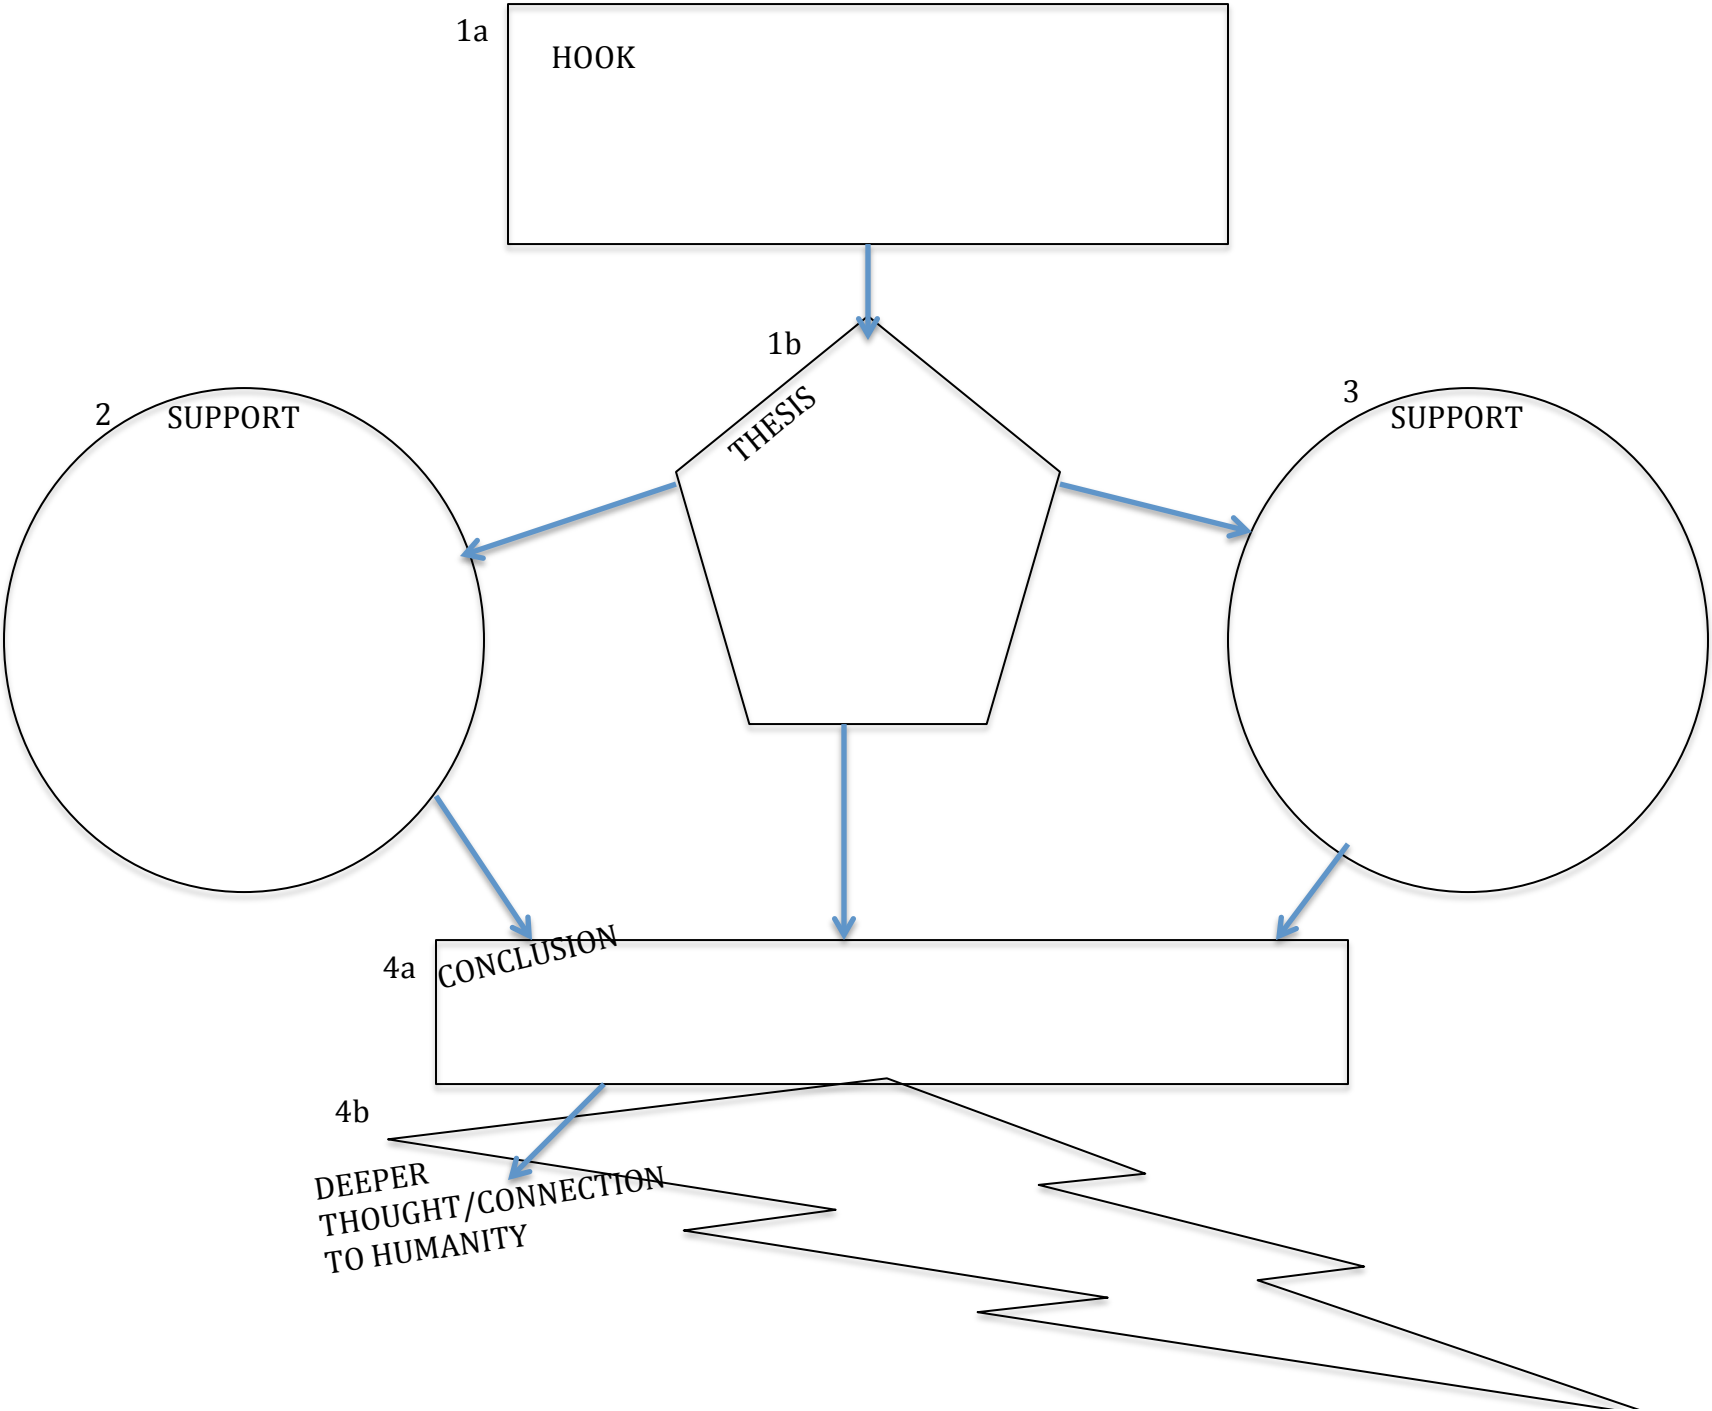 1a
HOOK
1b
THESIS
2
SUPPORT
3
SUPPORT
4a
CONCLUSION
4b
DEEPER
THOUGHT/CONNECTION
TO HUMANITY